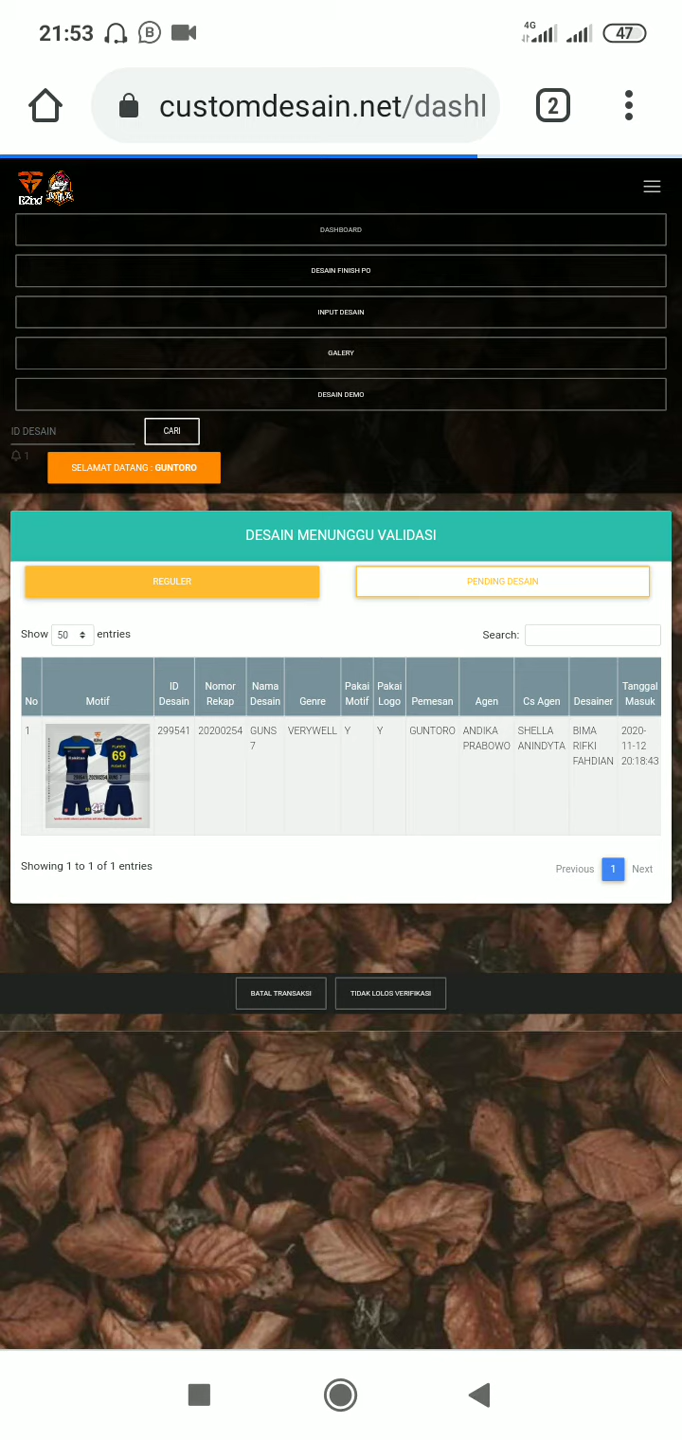 21:53
4G
47
customdesain.net/dashl
2
RZind
DASHBOARD
DESAIN FINISH PO
INPUT DESAIN
GALERY
DESAIN DEMO
ID DESAIN
CARI
1
SELAMAT DATANG : GUNTORO
DESAIN MENUNGGU VALIDASI
REGULER
PENDING DESAIN
Show 50 entries
Search:
No Motif ID Desain Nomor Rekap Nama Desain Genre Pakai Motif Pakai Logo Pemesan Agen Cs Agen Desainer Tanggal Masuk
1 299541 20200254 GUNS 7 VERYWELL Y Y GUNTORO ANDIKA PRABOWO SHELLA ANINDYTA BIMA RIFKI FAHDIAN 2020-11-12 20:18:43
PLAYER
69
Showing 1 to 1 of 1 entries
Previous 1 Next
BATAL TRANSAKSI
TIDAK LOLOS VERIFIKASI